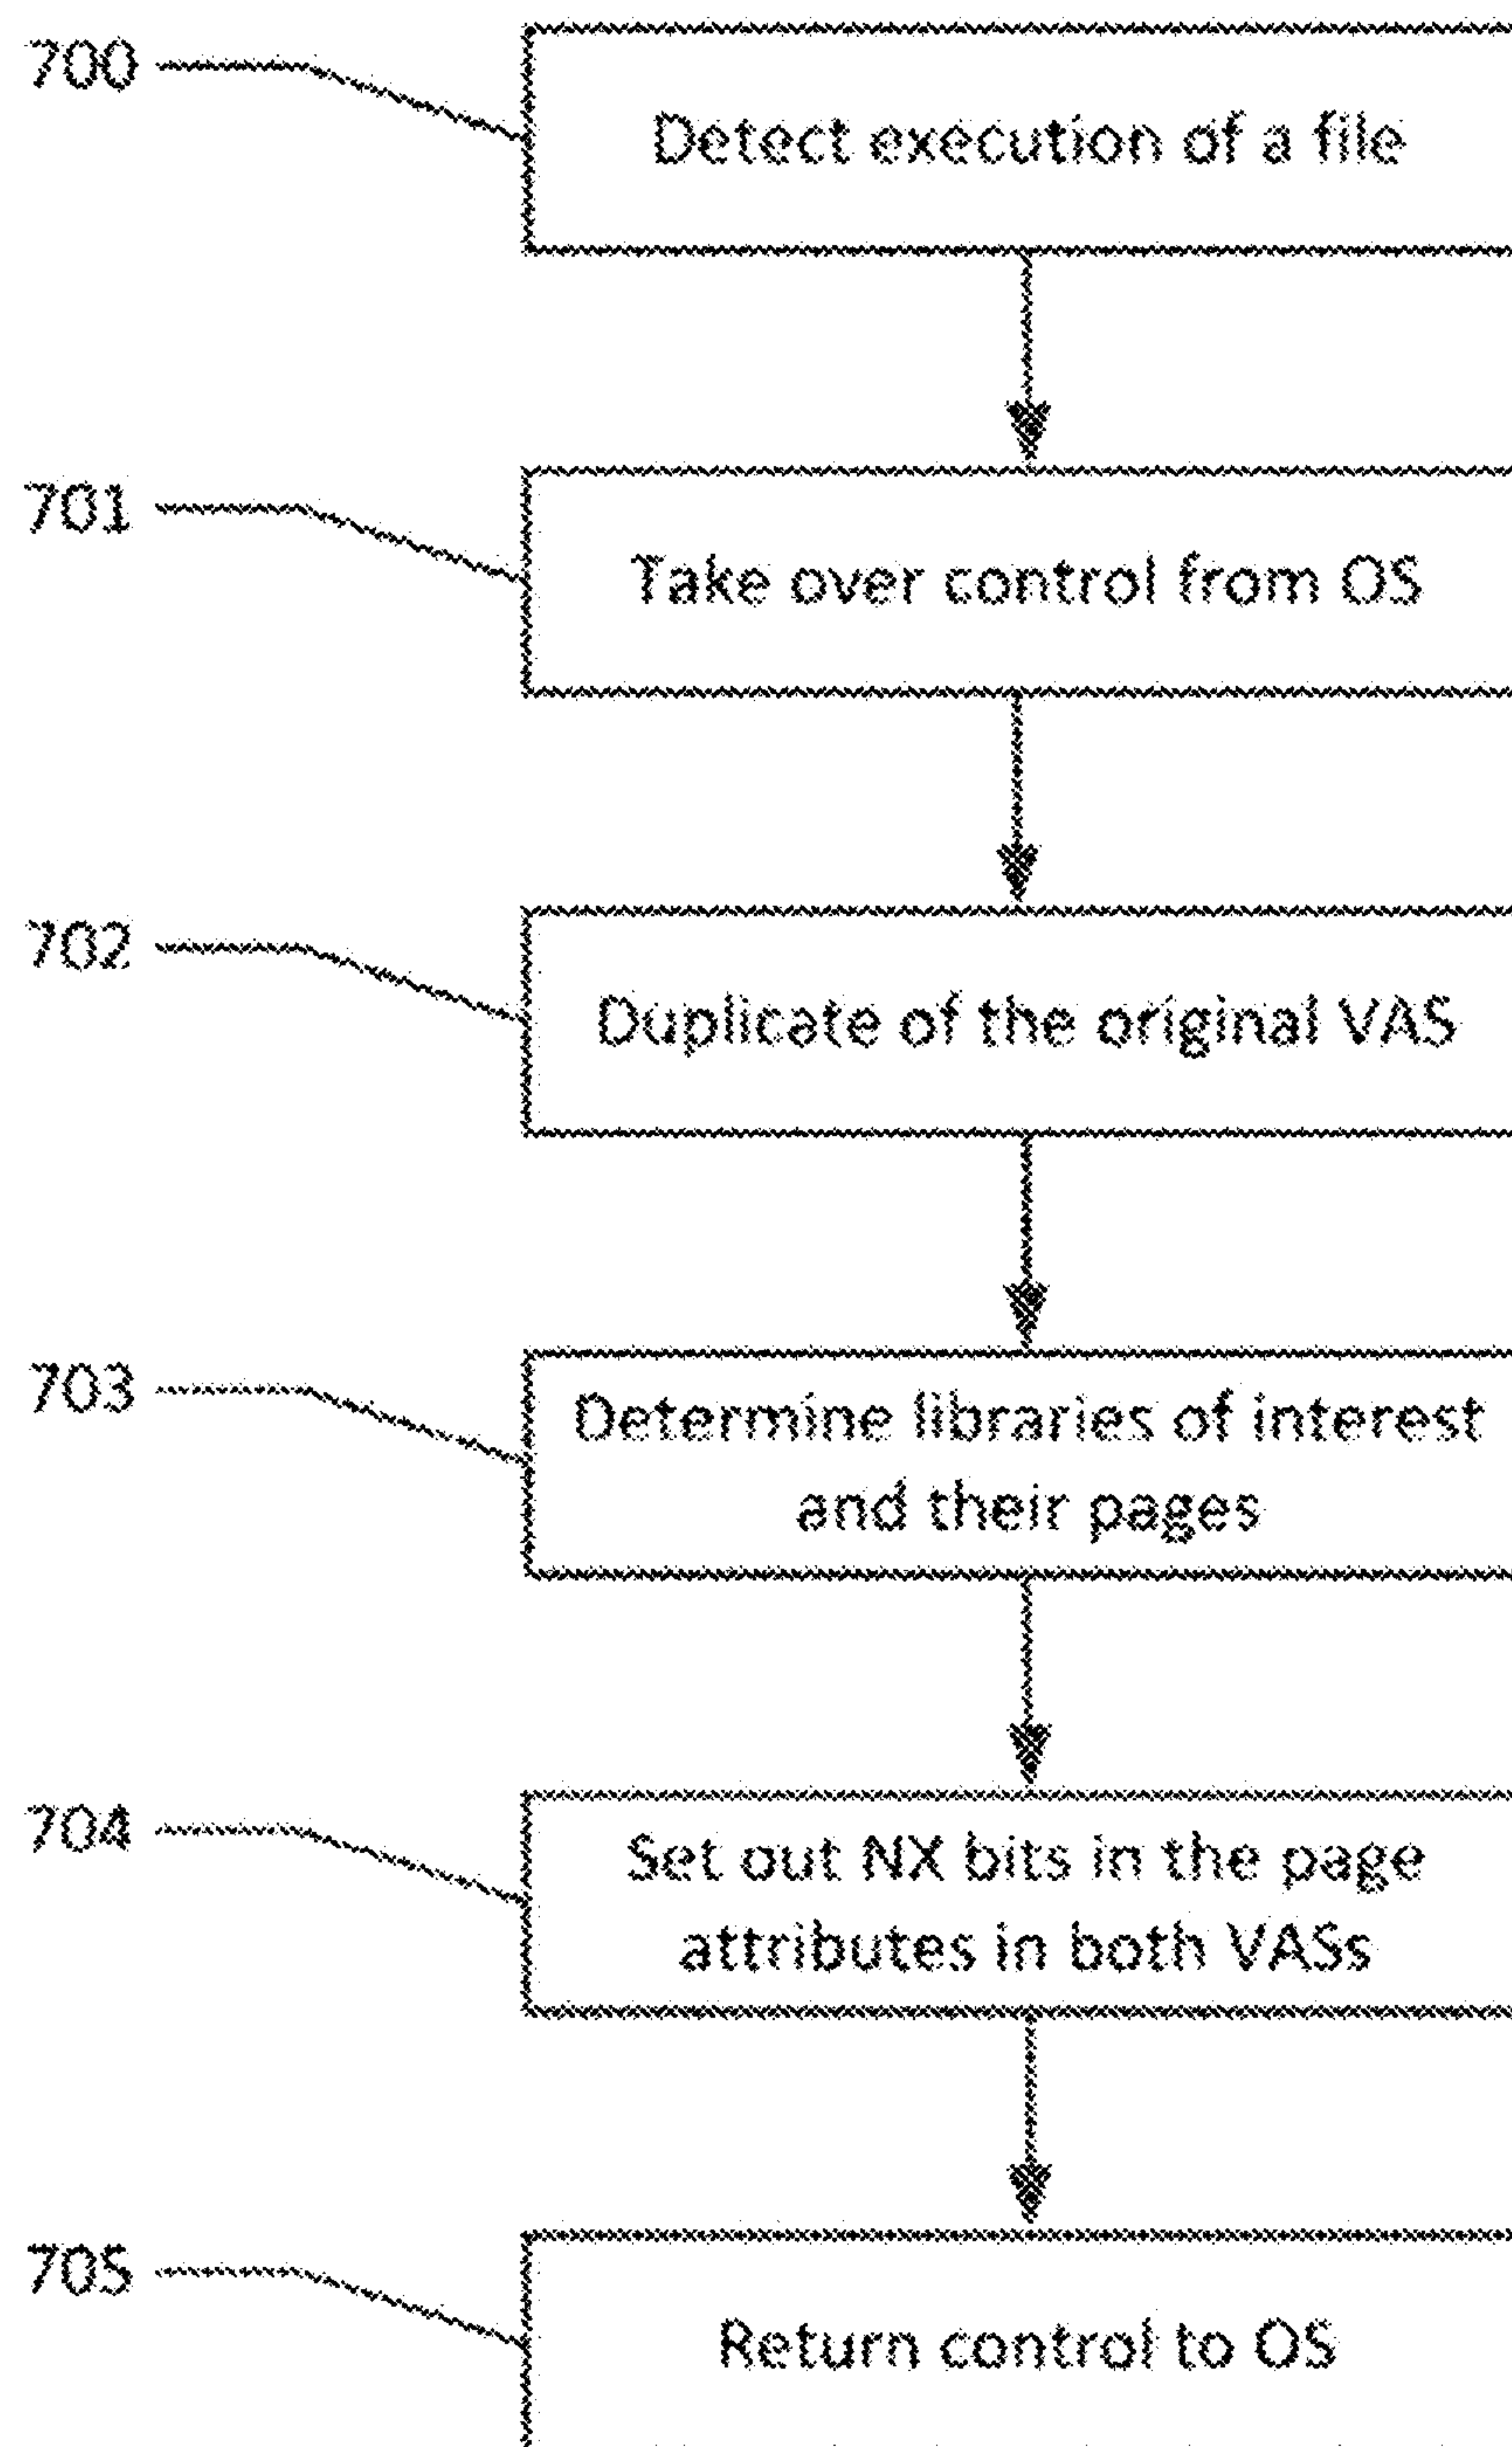 700
Detect execution of a file
701
Take over control from OS
702
Duplicate of the original VAS
703
Determine libraries of interest
and their pages
704
Set out NX bits in the page
attributes in both VASs
705
Return control to OS